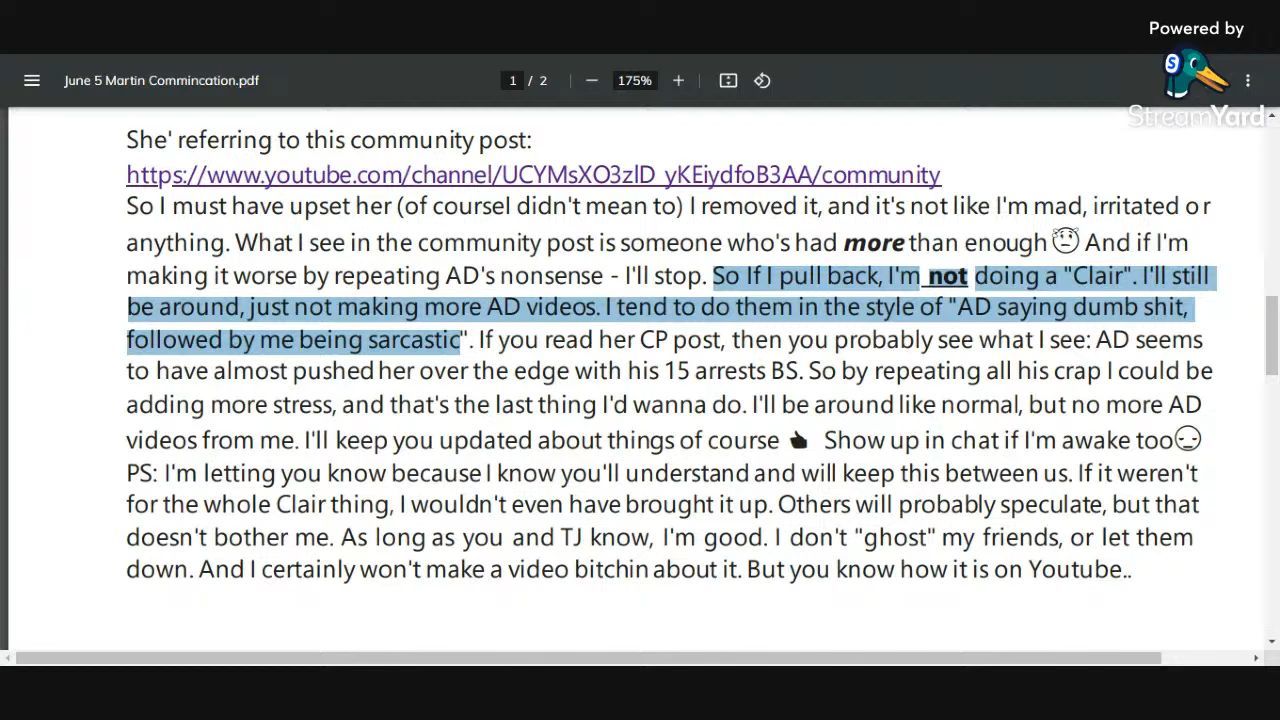 Powered by
June 5 Martin Commincation.pdf
1 / 2
175%
StreamYard
She' referring to this community post:
https://www.youtube.com/channel/UCYMsXO3zlD_yKEiydfoB3AA/community
So I must have upset her (of coursel didn't mean to) I removed it, and it's not like I'm mad, irritated or
anything. What I see in the community post is someone who's had more than enough And if I'm
making it worse by repeating AD's nonsense - I'll stop. So If I pull back, I'm not doing a "Clair". I'll still
be around, just not making more AD videos. I tend to do them in the style of "AD saying dumb shit,
followed by me being sarcastic". If you read her CP post, then you probably see what I see: AD seems
to have almost pushed her over the edge with his 15 arrests BS. So by repeating all his crap I could be
adding more stress, and that's the last thing I'd wanna do. I'll be around like normal, but no more AD
videos from me. I'll keep you updated about things of course Show up in chat if I'm awake too
PS: I'm letting you know because I know you'll understand and will keep this between us. If it weren't
for the whole Clair thing, I wouldn't even have brought it up. Others will probably speculate, but that
doesn't bother me. As long as you and TJ know, I'm good. I don't "ghost" my friends, or let them
down. And I certainly won't make a video bitchin about it. But you know how it is on Youtube..